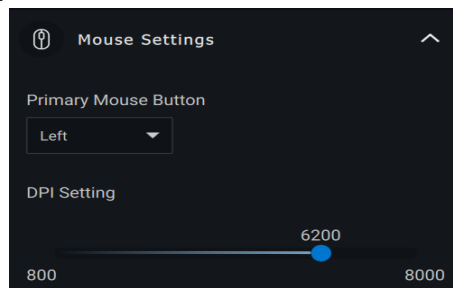 Mouse Settings
Primary Mouse Button
Left
DPI Setting
6200
800 8000